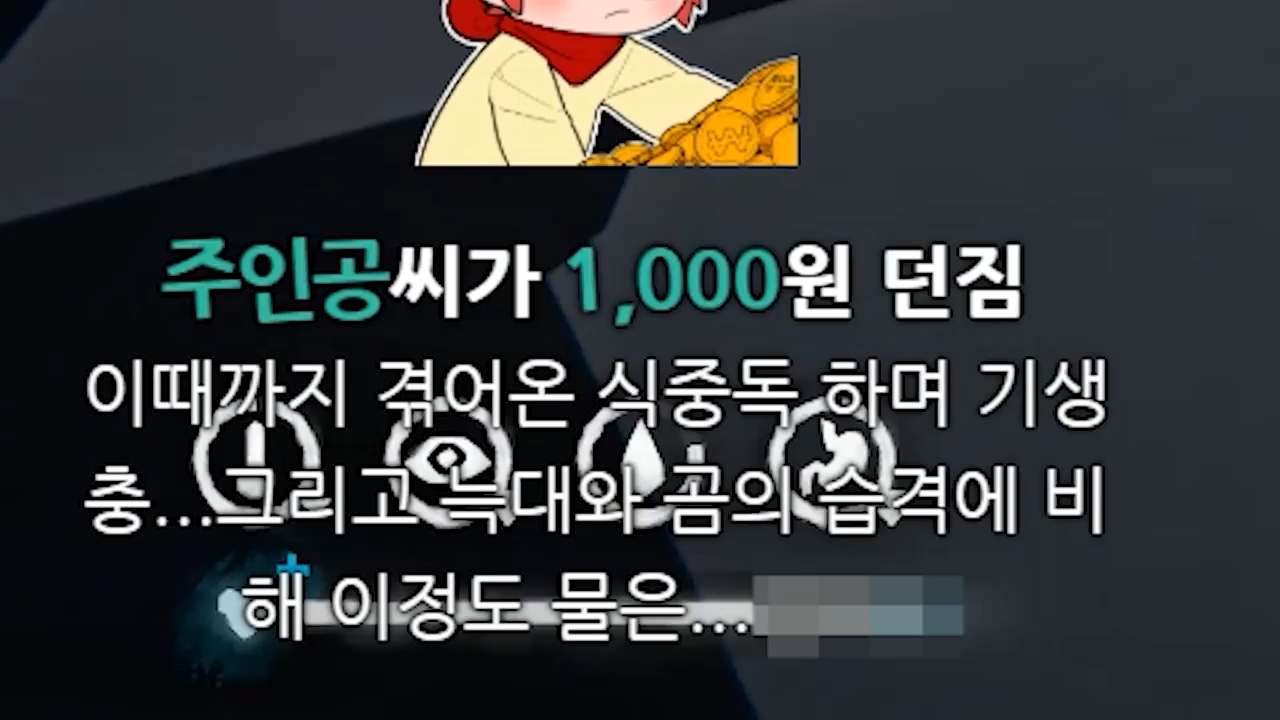 주인공씨가 1,000원 던짐
이때까지 겪어온 식중독 하며 기생
충...그리고 늑대와 곰의 습격에 비
해 이정도 물은...